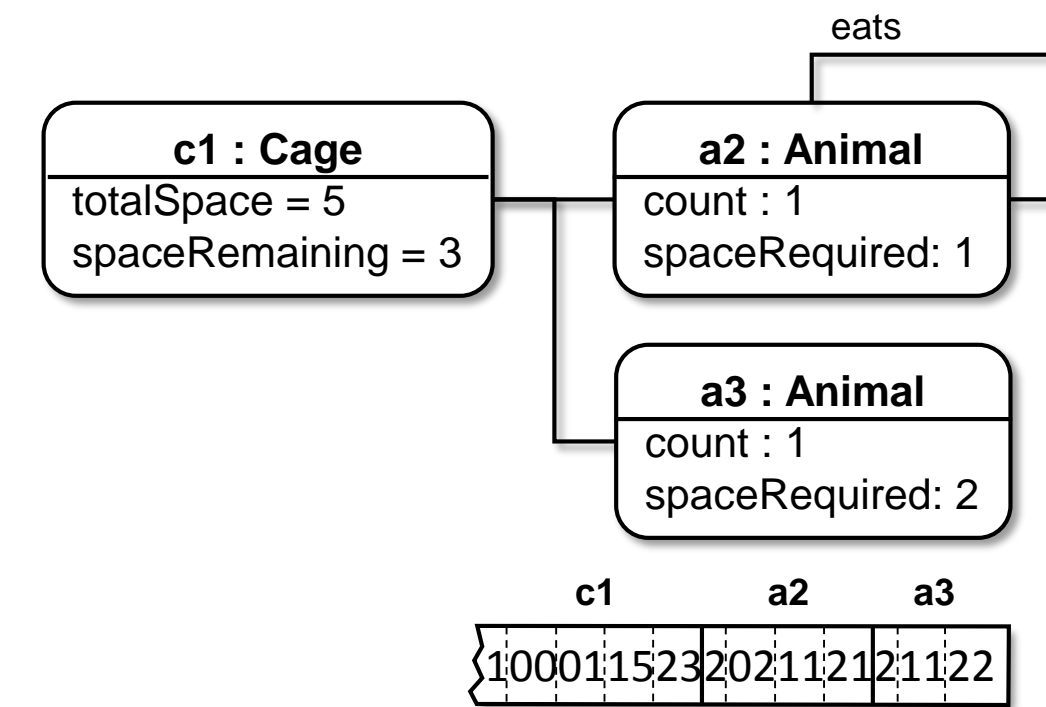 eats
c1 : Cage
totalSpace = 5
spaceRemaining = 3
a2 : Animal
count : 1
spaceRequired: 1
a3 : Animal
count : 1
spaceRequired: 2
c1 a2 a3
100011523202112121122